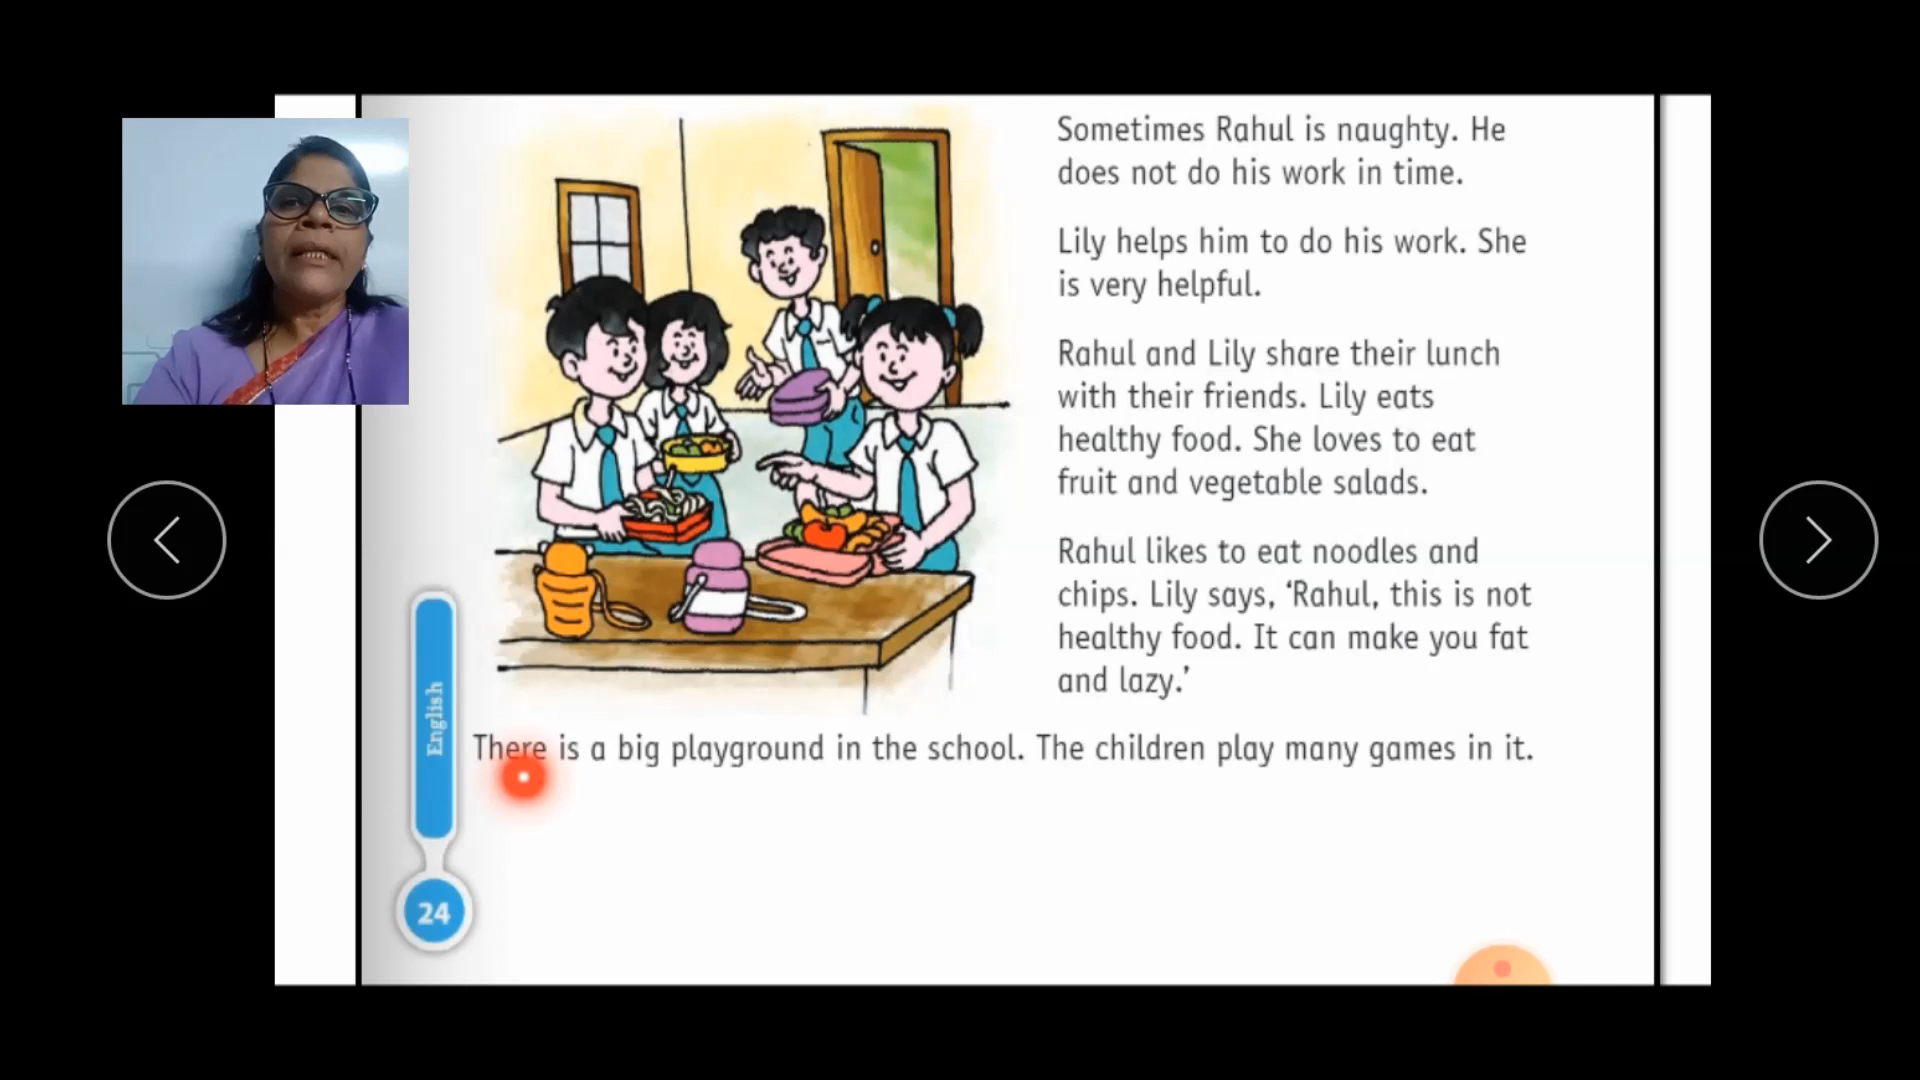 Sometimes Rahul is naughty. He
does not do his work in time.
Lily helps him to do his work. She
is very helpful.
Rahul and Lily share their lunch
with their friends. Lily eats
healthy food. She loves to eat
fruit and vegetable salads.
Rahul likes to eat noodles and
chips. Lily says, ‘Rahul, this is not
healthy food. It can make you fat
and lazy.’
There is a big playground in the school. The children play many games in it.
English
24